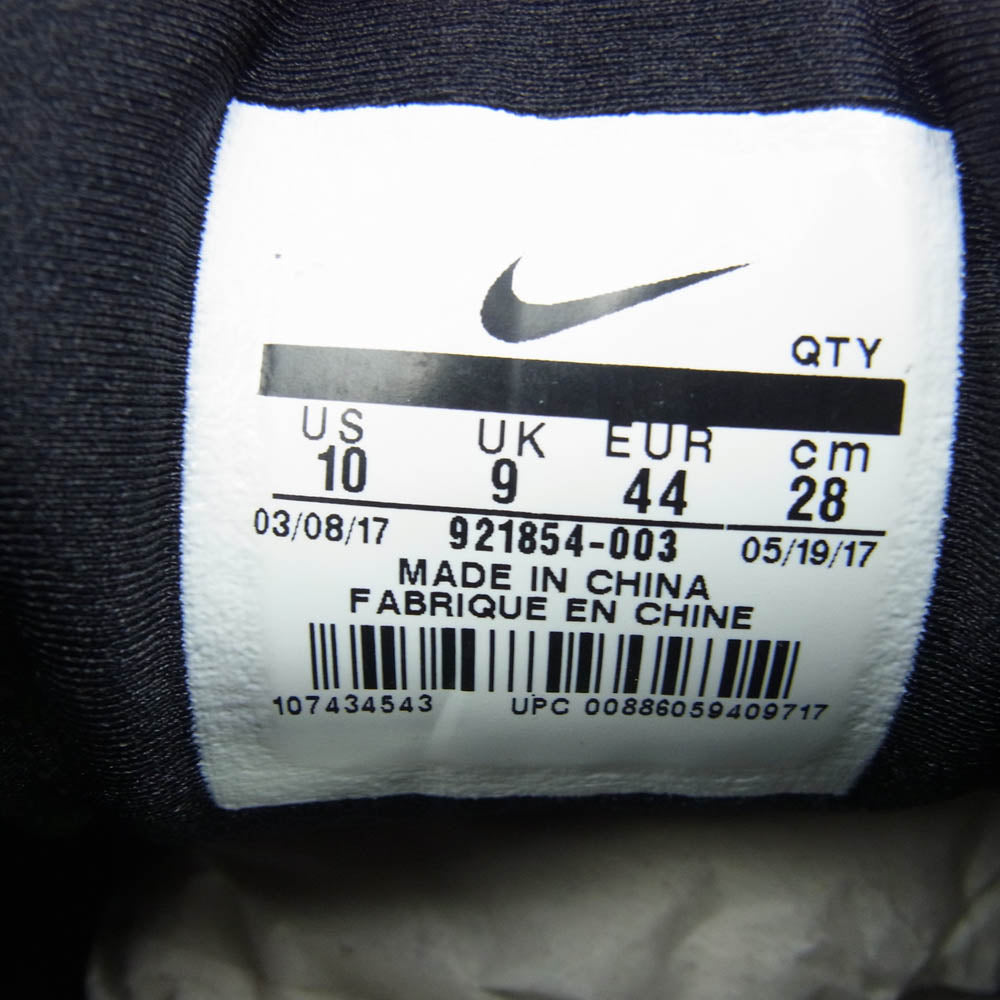 QTY
US UK EUR cm
10 9 44 28
03/08/17 921854-003 05/19/17
MADE IN CHINA
FABRIQUE EN CHINE
107434543 UPC 00886059409717